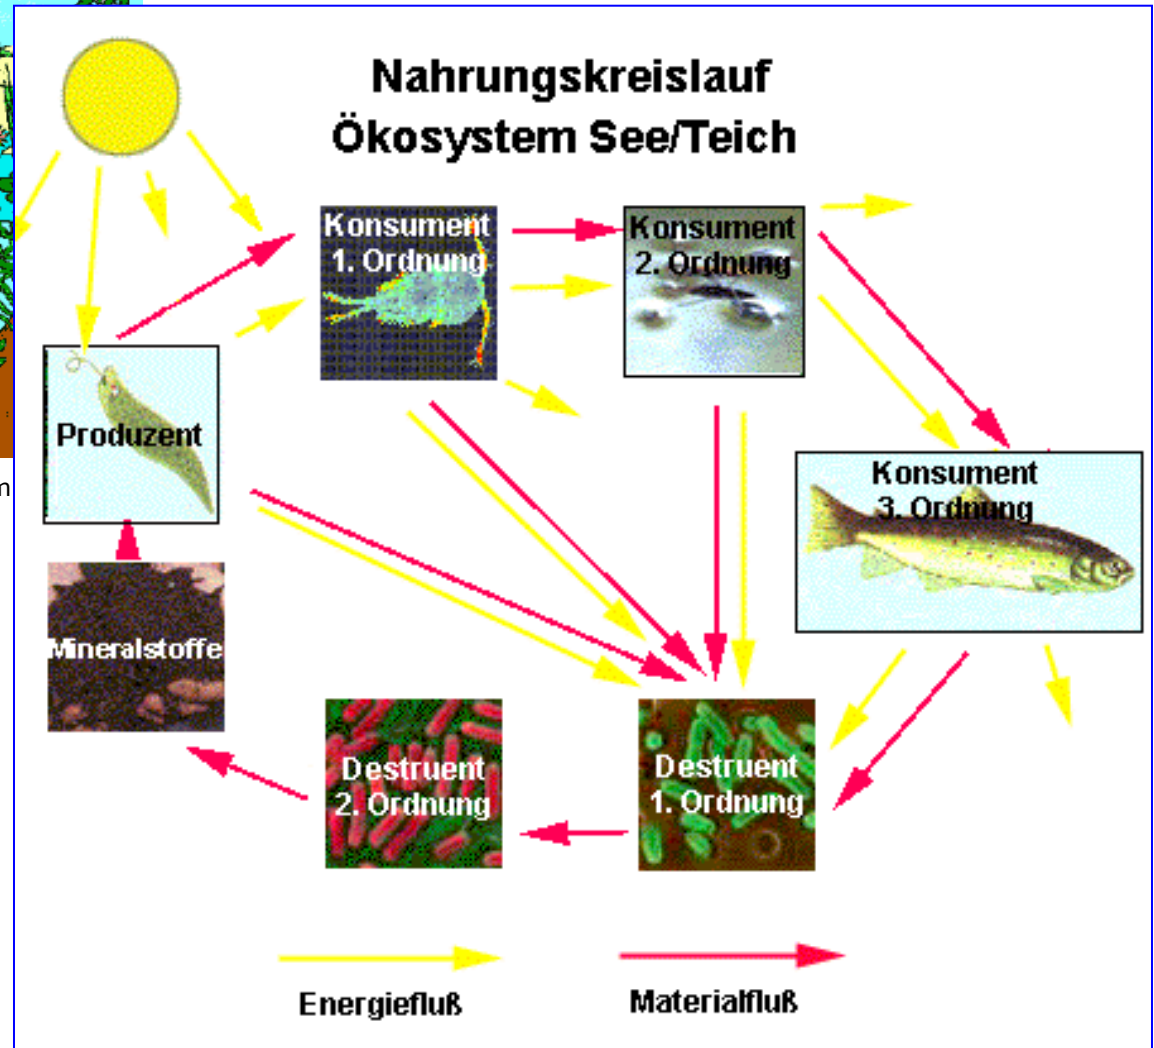 Nahrungskreislauf
Ökosystem See/Teich
Konsument
1. Ordnung
Konsument
2. Ordnung
Produzent
Konsument
3. Ordnung
m
Mineralstoffe
Destruent
2. Ordnung
Destruent
1. Ordnung
Energiefluß
Materialfluß